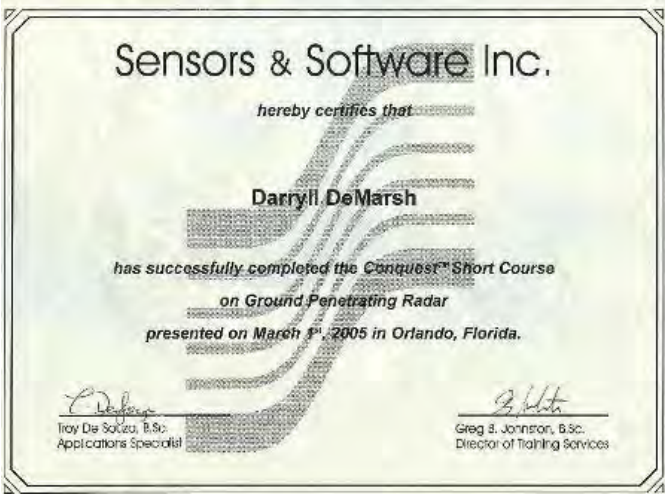 Sensors & Software Inc.
hereby certifies that
Darryll DeMarsh
has successfully completed the Conquest™ Short Course
on Ground Penetrating Radar
presented on March 1st, 2005 in Orlando, Florida.
Troy De Souza, B.Sc.
Applications Specialist
Greg B. Johnston, B.Sc.
Director of Training Services